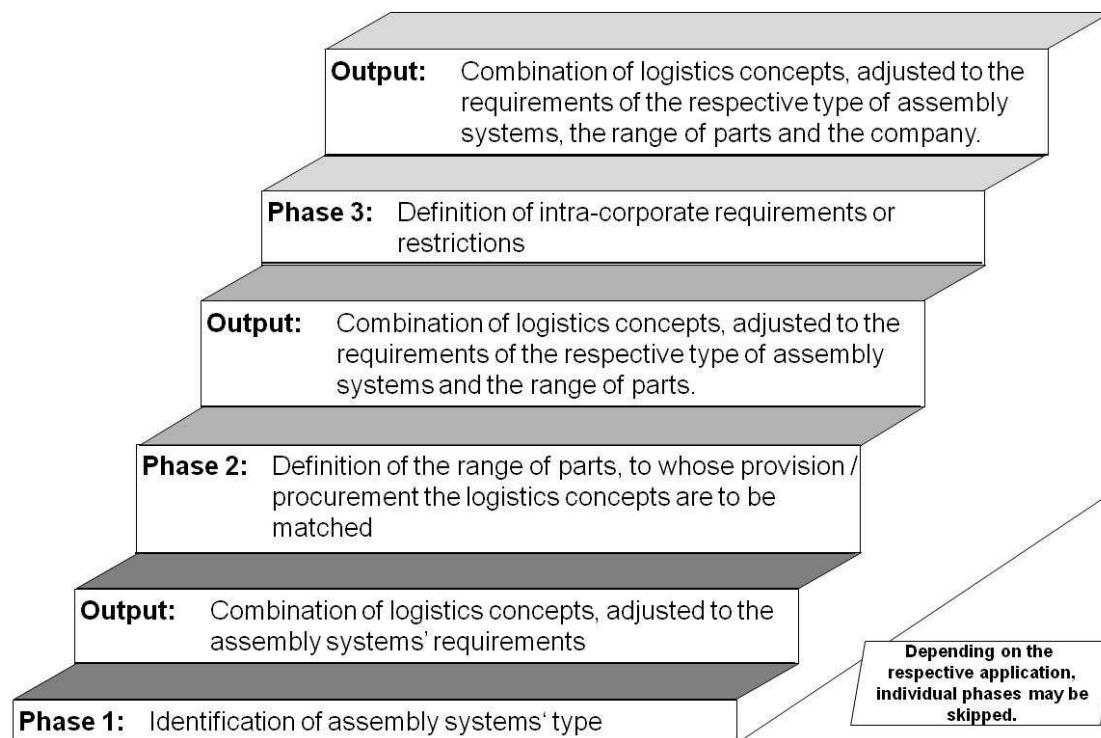 Output: Combination of logistics concepts, adjusted to the
requirements of the respective type of assembly
systems, the range of parts and the company.
Phase 3: Definition of intra-corporate requirements or
restrictions
Output: Combination of logistics concepts, adjusted to the
requirements of the respective type of assembly
systems and the range of parts.
Phase 2: Definition of the range of parts, to whose provision /
procurement the logistics concepts are to be
matched
Output: Combination of logistics concepts, adjusted to the
assembly systems’ requirements
Phase 1: Identification of assembly systems‘ type
Depending on the
respective application,
individual phases may be
skipped.